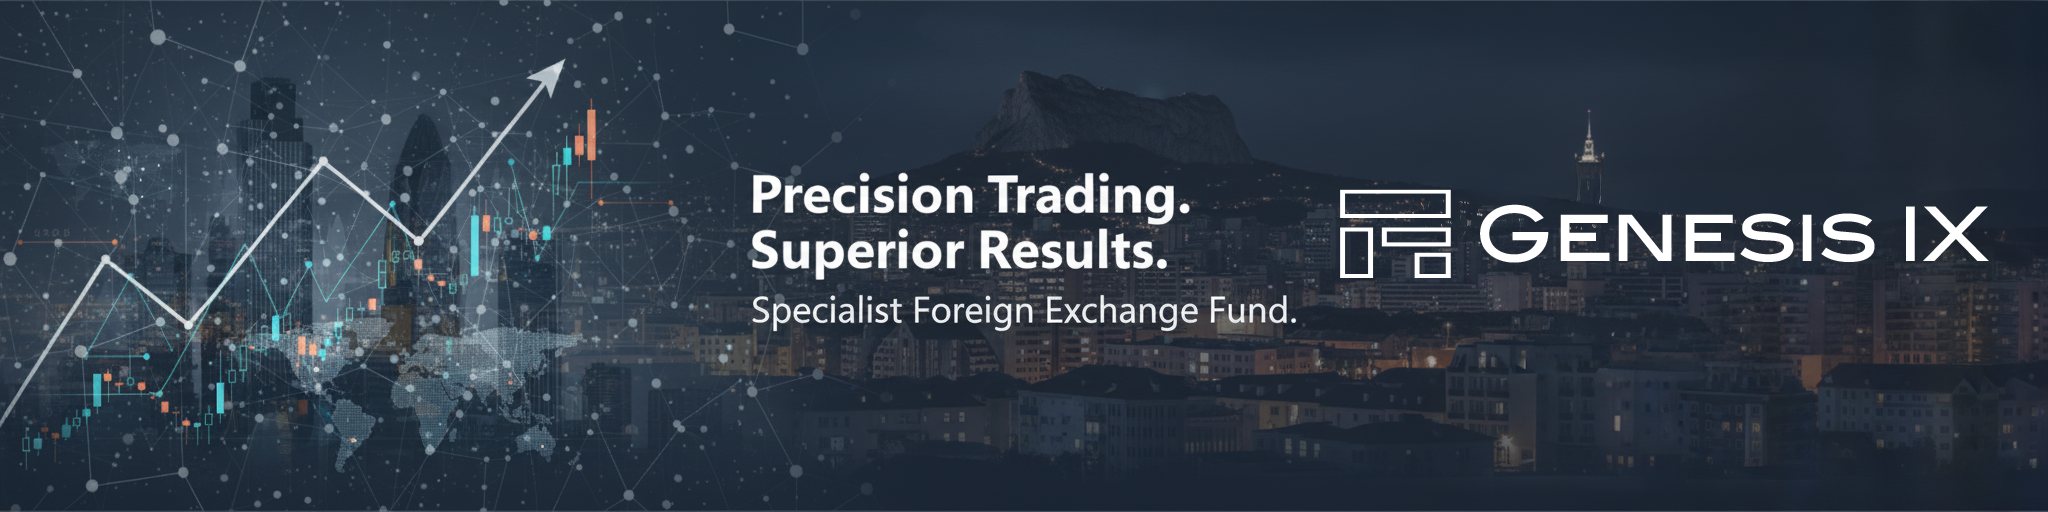 Precision Trading.
Superior Results.
Specialist Foreign Exchange Fund.
GENESIS IX